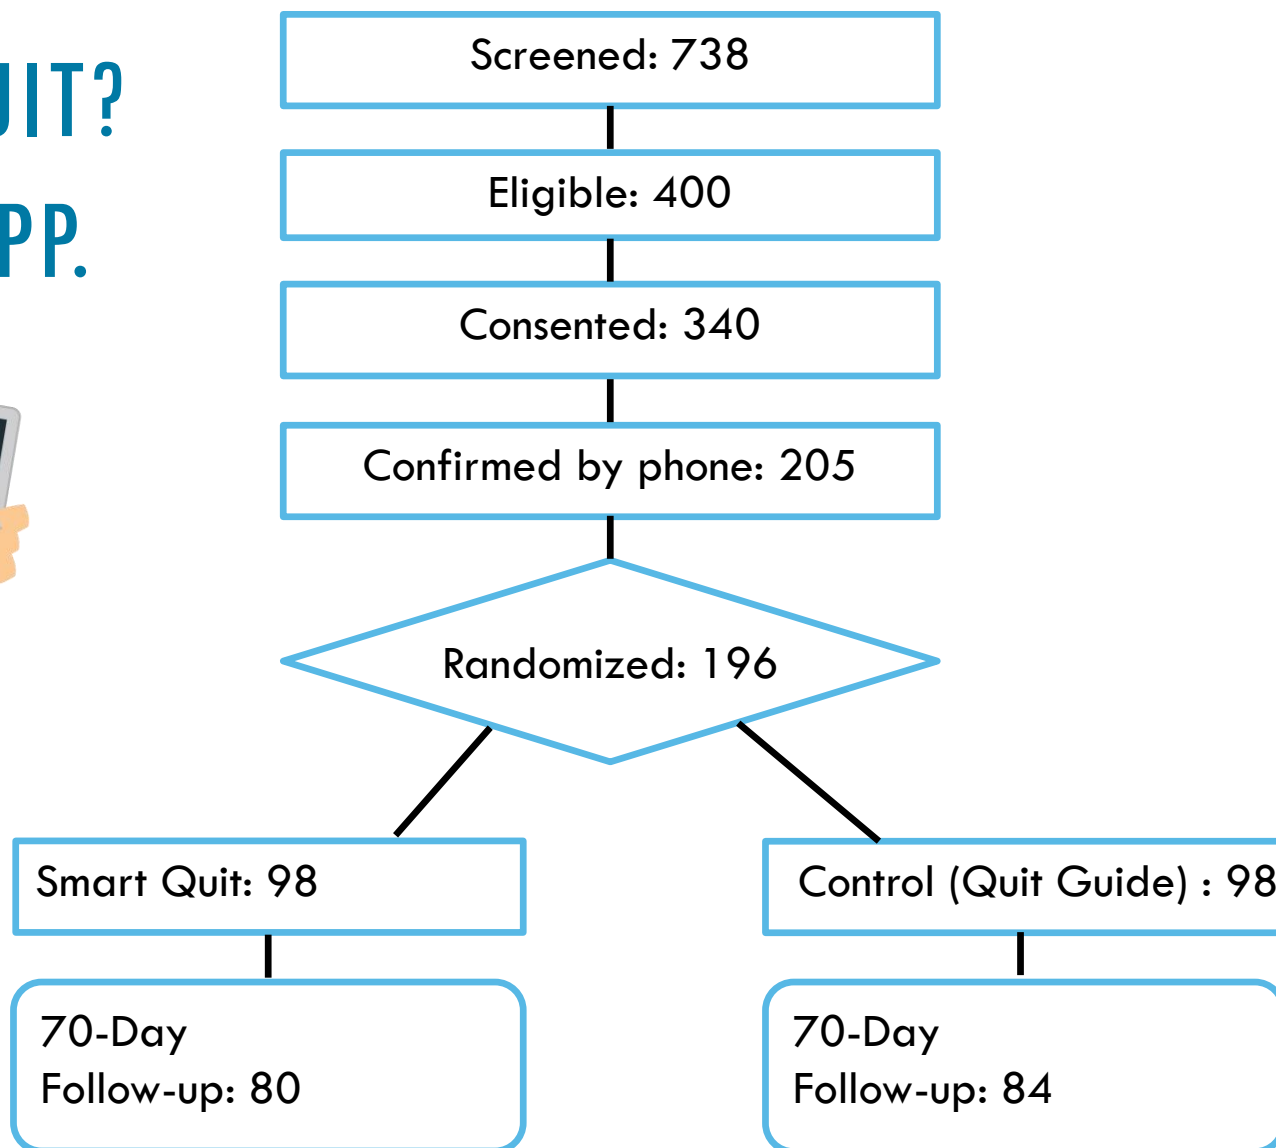 UIT?
PP.
Screened: 738
Eligible: 400
Consented: 340
Confirmed by phone: 205
Randomized: 196
Smart Quit: 98
Control (Quit Guide) : 98
70-Day
Follow-up: 80
70-Day
Follow-up: 84